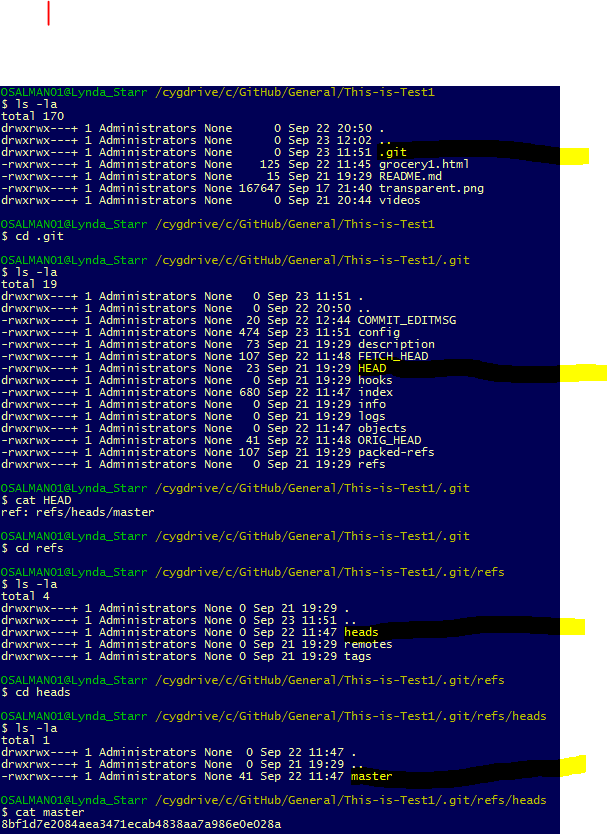 OSALMAN01@Lynda_Starr /cygdrive/c/GitHub/General/This-is-Test1
$ ls -la
total 170
drwxrwx---+ 1 Administrators None      0 Sep 22 20:50 .
drwxrwx---+ 1 Administrators None      0 Sep 23 12:02 ..
drwxrwx---+ 1 Administrators None      0 Sep 23 11:51 .git
-rwxrwx---+ 1 Administrators None    125 Sep 22 11:45 grocery1.html
-rwxrwx---+ 1 Administrators None     15 Sep 21 19:29 README.md
-rwxrwx---+ 1 Administrators None 167647 Sep 17 21:40 transparent.png
drwxrwx---+ 1 Administrators None      0 Sep 21 20:44 videos
OSALMAN01@Lynda_Starr /cygdrive/c/GitHub/General/This-is-Test1
$ cd .git
OSALMAN01@Lynda_Starr /cygdrive/c/GitHub/General/This-is-Test1/.git
$ ls -la
total 19
drwxrwx---+ 1 Administrators None   0 Sep 23 11:51 .
drwxrwx---+ 1 Administrators None   0 Sep 22 20:50 ..
-rwxrwx---+ 1 Administrators None  20 Sep 22 12:44 COMMIT_EDITMSG
-rwxrwx---+ 1 Administrators None 474 Sep 23 11:51 config
-rwxrwx---+ 1 Administrators None  73 Sep 21 19:29 description
-rwxrwx---+ 1 Administrators None 107 Sep 22 11:48 FETCH_HEAD
-rwxrwx---+ 1 Administrators None  23 Sep 21 19:29 HEAD
drwxrwx---+ 1 Administrators None   0 Sep 21 19:29 hooks
-rwxrwx---+ 1 Administrators None 680 Sep 22 11:47 index
drwxrwx---+ 1 Administrators None   0 Sep 21 19:29 info
drwxrwx---+ 1 Administrators None   0 Sep 21 19:29 logs
drwxrwx---+ 1 Administrators None   0 Sep 22 11:47 objects
-rwxrwx---+ 1 Administrators None  41 Sep 22 11:48 ORIG_HEAD
-rwxrwx---+ 1 Administrators None 107 Sep 21 19:29 packed-refs
drwxrwx---+ 1 Administrators None   0 Sep 21 19:29 refs
OSALMAN01@Lynda_Starr /cygdrive/c/GitHub/General/This-is-Test1/.git
$ cat HEAD
ref: refs/heads/master
OSALMAN01@Lynda_Starr /cygdrive/c/GitHub/General/This-is-Test1/.git
$ cd refs
OSALMAN01@Lynda_Starr /cygdrive/c/GitHub/General/This-is-Test1/.git/refs
$ ls -la
total 4
drwxrwx---+ 1 Administrators None 0 Sep 21 19:29 .
drwxrwx---+ 1 Administrators None 0 Sep 23 11:51 ..
drwxrwx---+ 1 Administrators None 0 Sep 22 11:47 heads
drwxrwx---+ 1 Administrators None 0 Sep 21 19:29 remotes
drwxrwx---+ 1 Administrators None 0 Sep 21 19:29 tags
OSALMAN01@Lynda_Starr /cygdrive/c/GitHub/General/This-is-Test1/.git/refs
$ cd heads
OSALMAN01@Lynda_Starr /cygdrive/c/GitHub/General/This-is-Test1/.git/refs/heads
$ ls -la
total 1
drwxrwx---+ 1 Administrators None  0 Sep 22 11:47 .
drwxrwx---+ 1 Administrators None  0 Sep 21 19:29 ..
-rwxrwx---+ 1 Administrators None 41 Sep 22 11:47 master
OSALMAN01@Lynda_Starr /cygdrive/c/GitHub/General/This-is-Test1/.git/refs/heads
$ cat master
8bf1d7e2084aea3471ecab4838aa7a986e0e028a